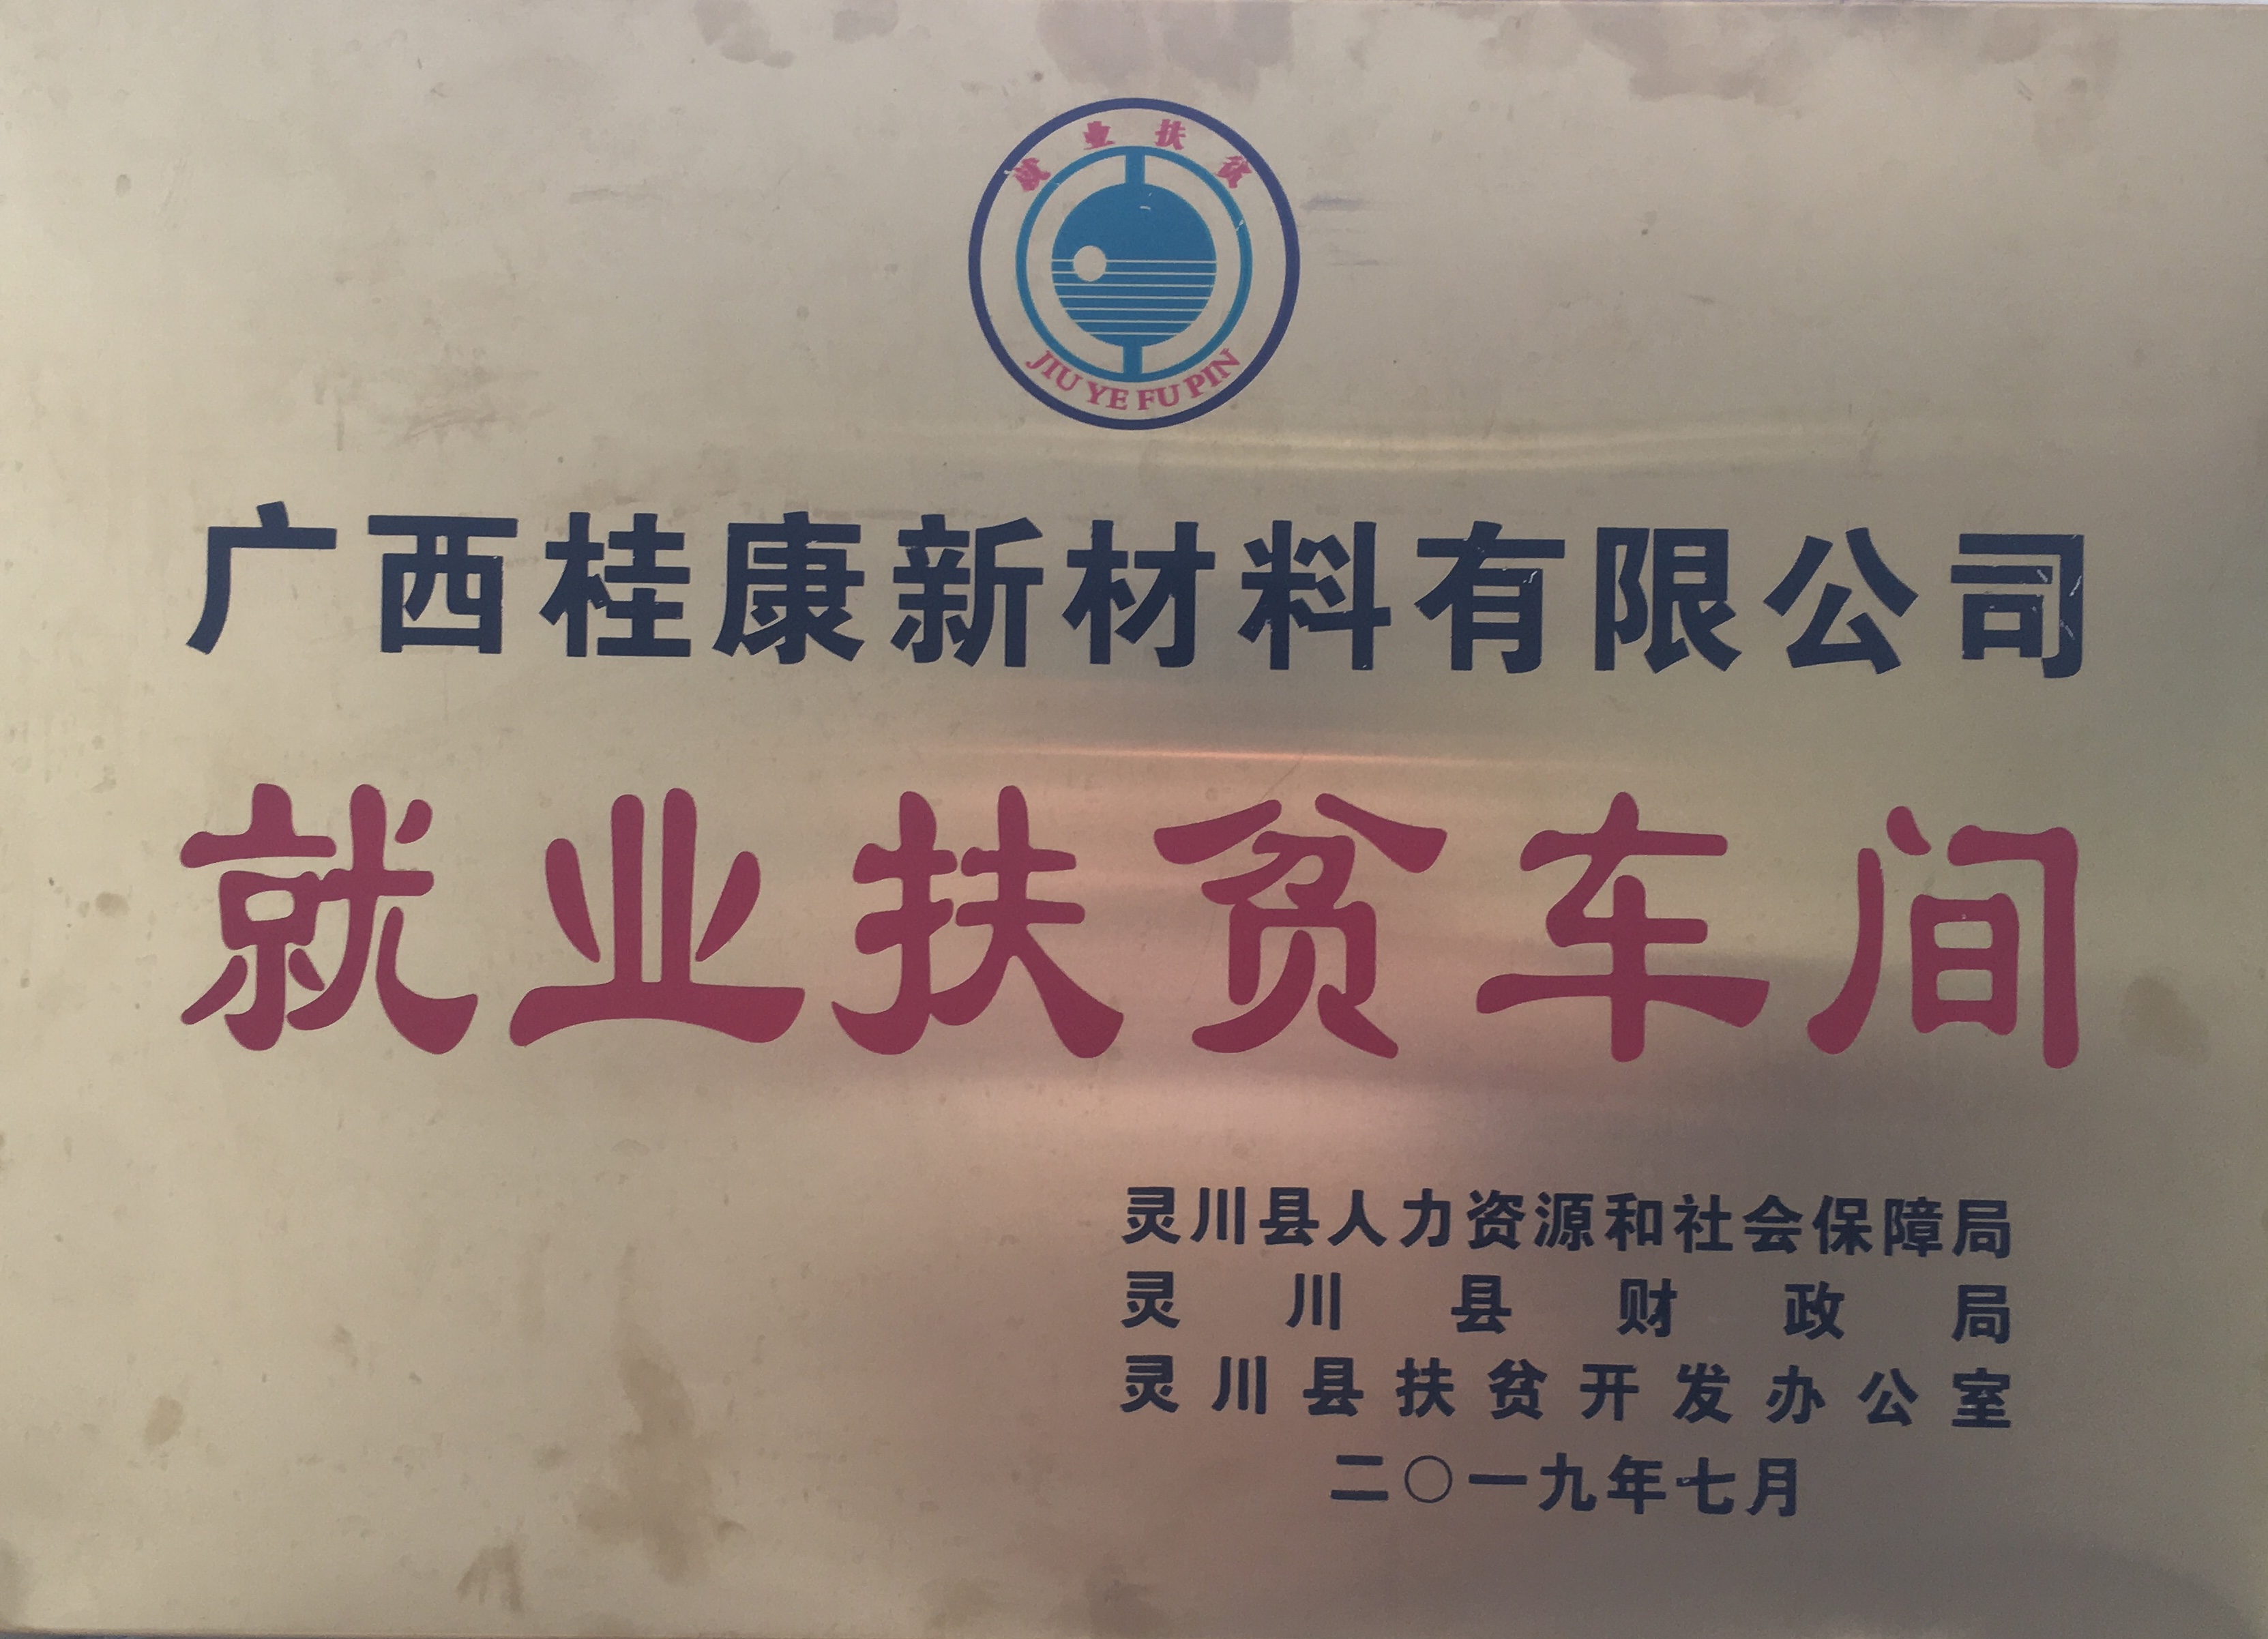 就业扶贫
JIU YE FU PIN
广西桂康新材料有限公司
就业扶贫车间
灵川县人力资源和社会保障局
灵川县财政局
灵川县扶贫开发办公室
二〇一九年七月